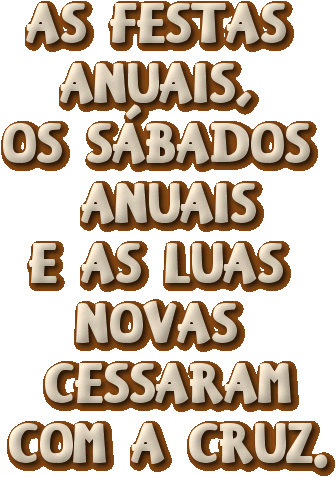 AS FESTAS
ANUAIS,
OS SÁBADOS
ANUAIS
E AS LUAS
NOVAS
CESSARAM
COM A CRUZ.